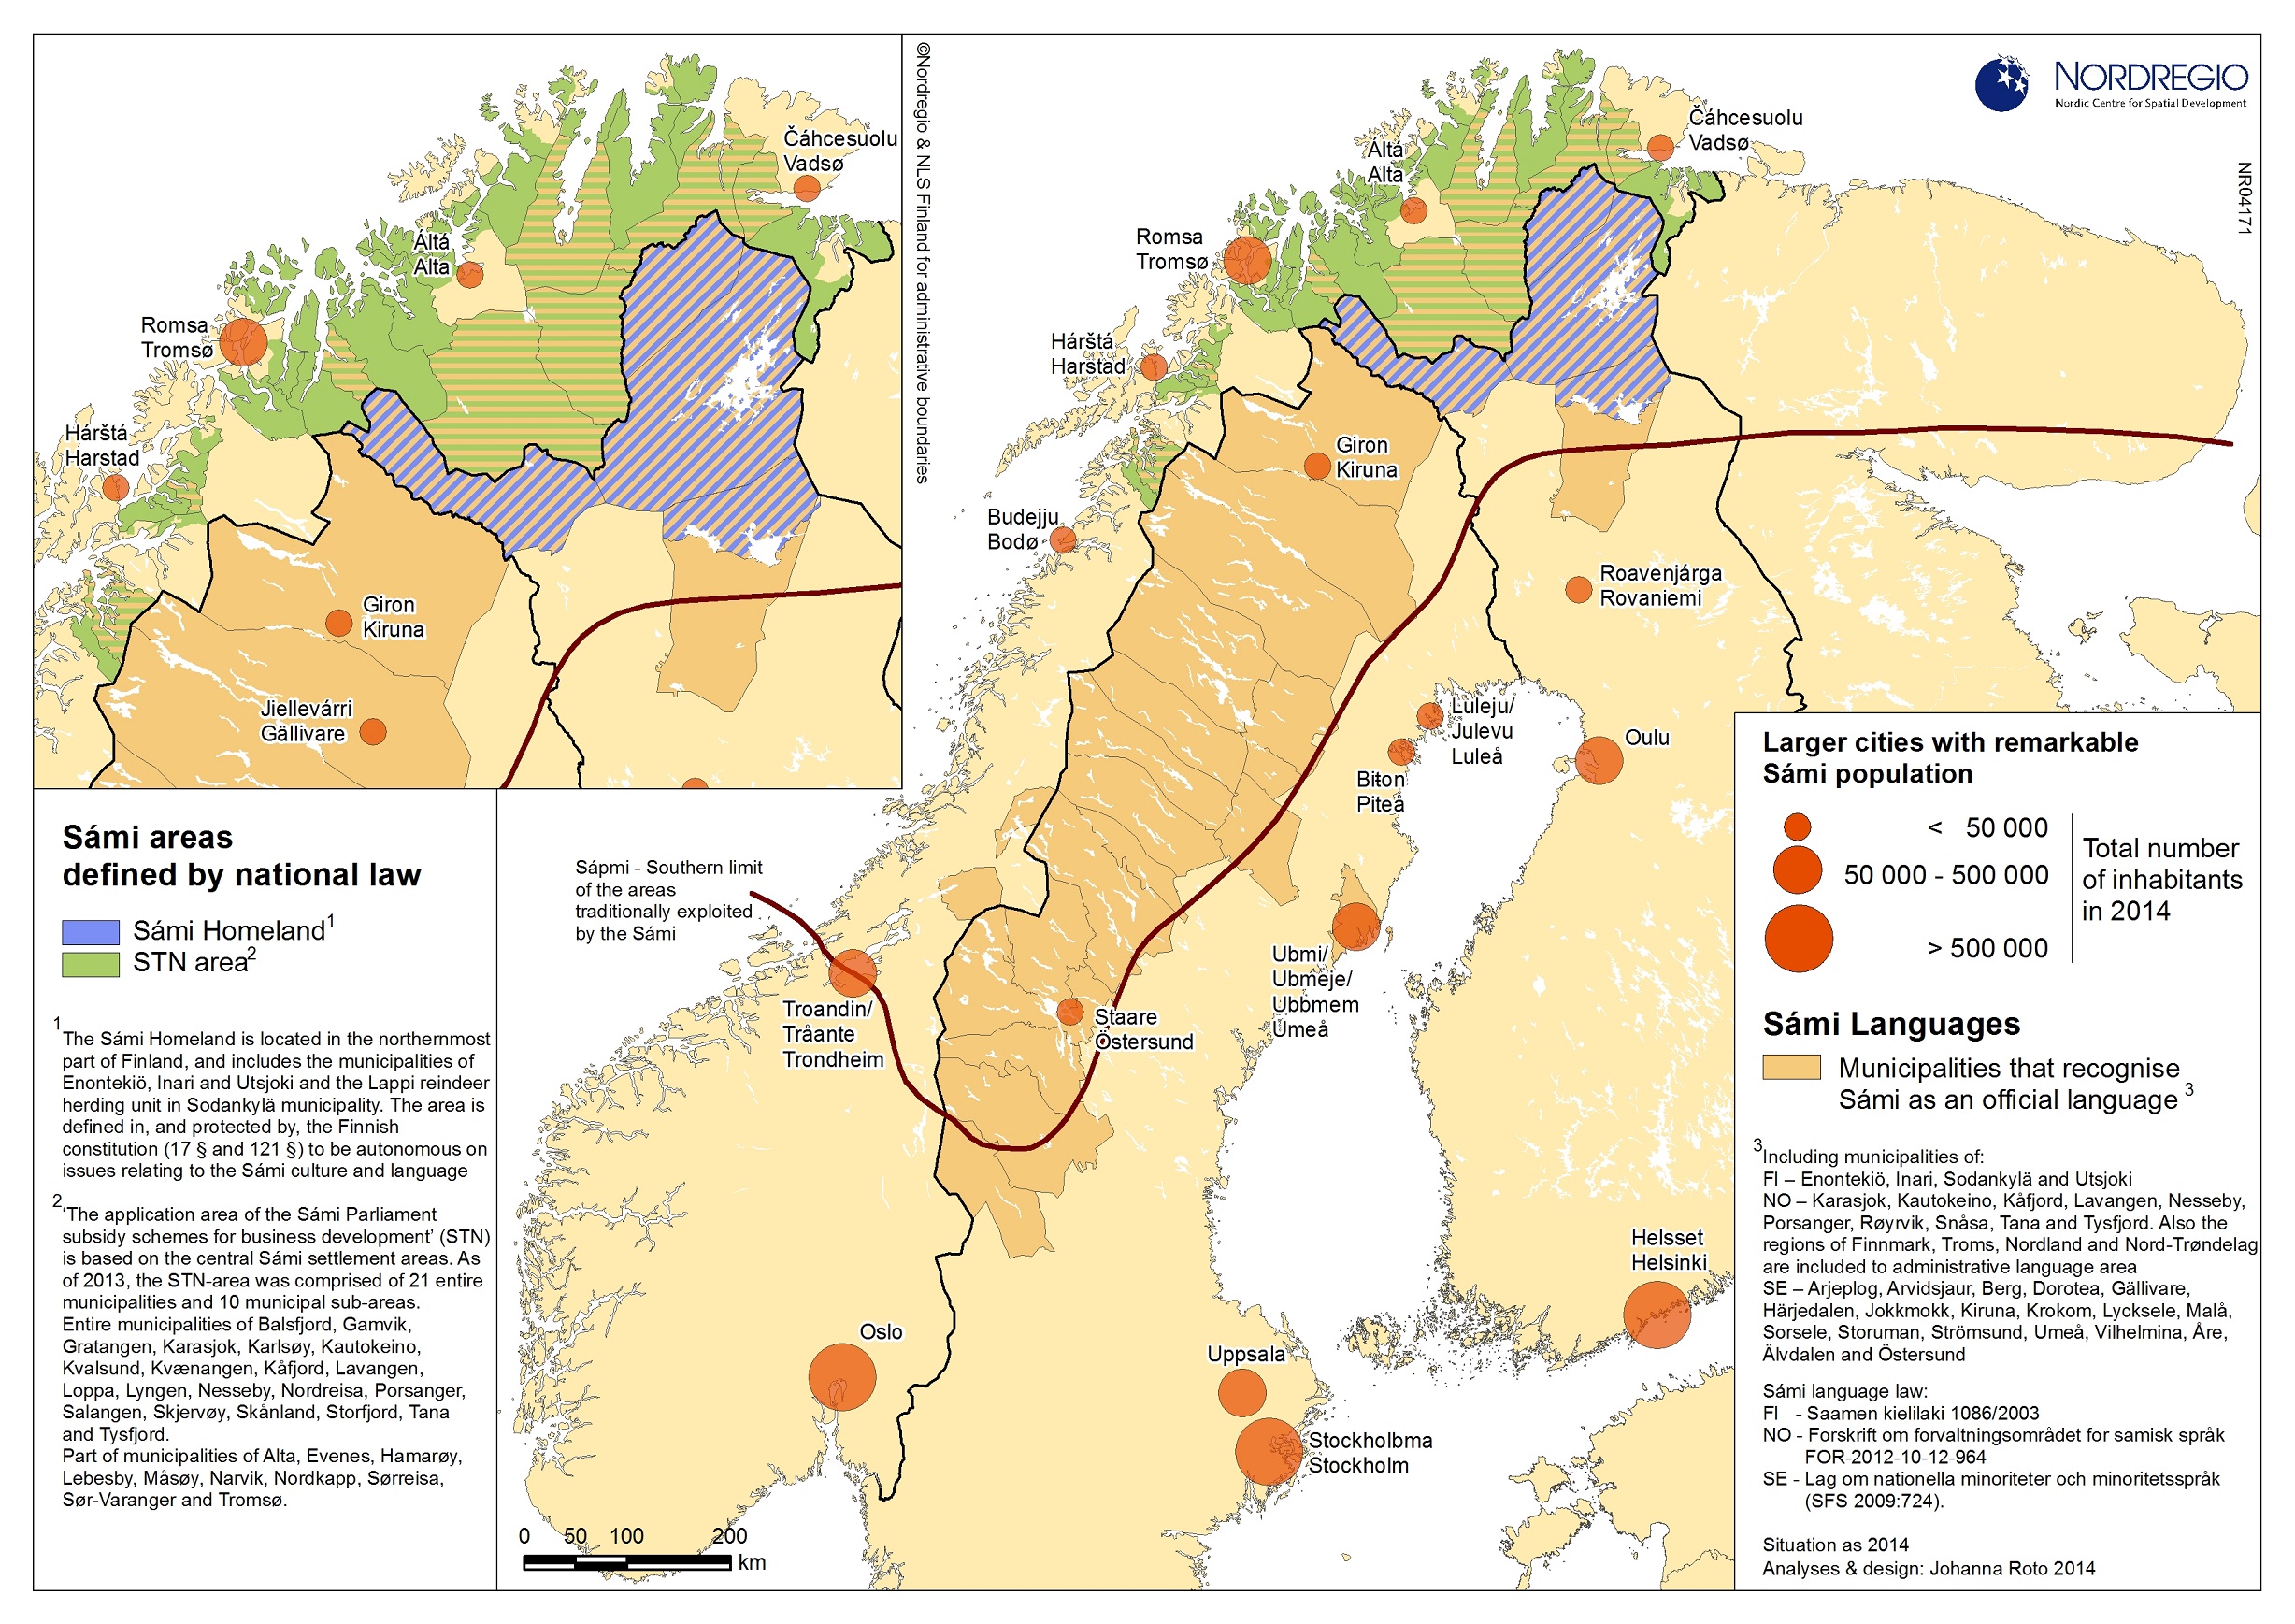 Čáhcesuolu
Vadsø
Áltá
Alta
Romsa
Tromsø
Hárštá
Harstad
Giron
Kiruna
Jiellevárri
Gällivare
©Nordregio & NLS Finland for administrative boundaries
NORDREGIO
Nordic Centre for Spatial Development
NR04171
Čáhcesuolu
Vadsø
Áltá
Alta
Romsa
Tromsø
Hárštá
Harstad
Giron
Kiruna
Budejju
Bodø
Roavenjárga
Rovaniemi
Luleju/
Julevu
Luleå
Oulu
Biŧon
Piteå
Sápmi - Southern limit
of the areas
traditionally exploited
by the Sámi
Ubmi/
Ubmeje/
Ubbmem
Umeå
Troandin/
Tråante
Trondheim
Staare
Östersund
Helsset
Helsinki
Oslo
Uppsala
Stockholbma
Stockholm
0 50 100 200
km
Sámi areas
defined by national law
Sámi Homeland1
STN area2
1
The Sámi Homeland is located in the northernmost
part of Finland, and includes the municipalities of
Enontekiö, Inari and Utsjoki and the Lappi reindeer
herding unit in Sodankylä municipality. The area is
defined in, and protected by, the Finnish
constitution (17 § and 121 §) to be autonomous on
issues relating to the Sámi culture and language
2
‘The application area of the Sámi Parliament
subsidy schemes for business development’ (STN)
is based on the central Sámi settlement areas. As
of 2013, the STN-area was comprised of 21 entire
municipalities and 10 municipal sub-areas.
Entire municipalities of Balsfjord, Gamvik,
Gratangen, Karasjok, Karlsøy, Kautokeino,
Kvalsund, Kvænangen, Kåfjord, Lavangen,
Loppa, Lyngen, Nesseby, Nordreisa, Porsanger,
Salangen, Skjervøy, Skånland, Storfjord, Tana
and Tysfjord.
Part of municipalities of Alta, Evenes, Hamarøy,
Lebesby, Måsøy, Narvik, Nordkapp, Sørreisa,
Sør-Varanger and Tromsø.
Larger cities with remarkable
Sámi population
< 50 000
50 000 - 500 000
> 500 000
Total number
of inhabitants
in 2014
Sámi Languages
Municipalities that recognise
Sámi as an official language 3
3
Including municipalities of:
FI – Enontekiö, Inari, Sodankylä and Utsjoki
NO – Karasjok, Kautokeino, Kåfjord, Lavangen, Nesseby,
Porsanger, Røyrvik, Snåsa, Tana and Tysfjord. Also the
regions of Finnmark, Troms, Nordland and Nord-Trøndelag
are included to administrative language area
SE – Arjeplog, Arvidsjaur, Berg, Dorotea, Gällivare,
Härjedalen, Jokkmokk, Kiruna, Krokom, Lycksele, Malå,
Sorsele, Storuman, Strömsund, Umeå, Vilhelmina, Åre,
Älvdalen and Östersund
Sámi language law:
FI - Saamen kielilaki 1086/2003
NO - Forskrift om forvaltningsområdet for samisk språk
FOR-2012-10-12-964
SE - Lag om nationella minoriteter och minoritetsspråk
(SFS 2009:724).
Situation as 2014
Analyses & design: Johanna Roto 2014